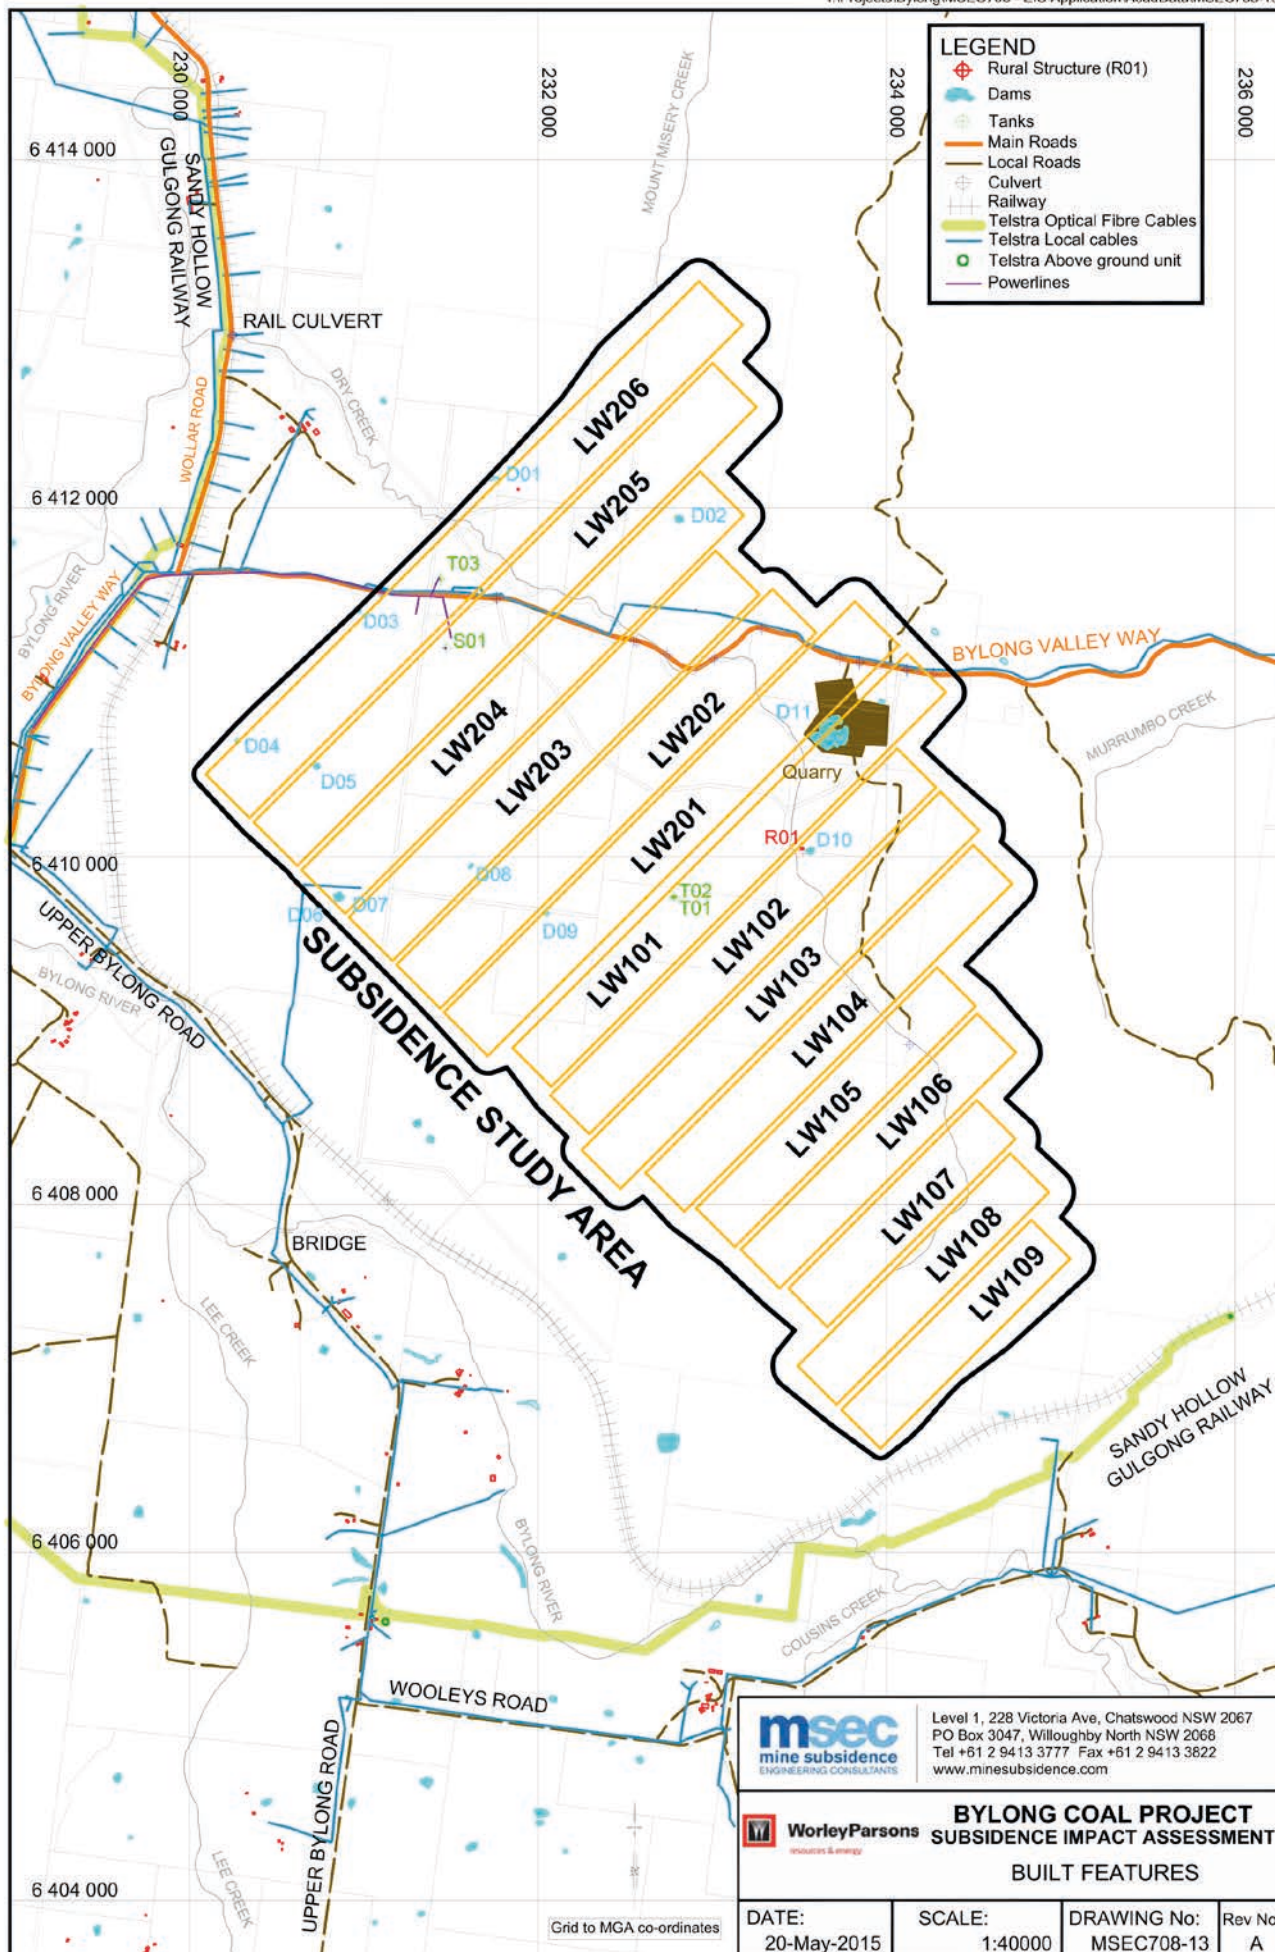 LEGEND
Rural Structure (R01)
Dams
Tanks
Main Roads
Local Roads
Culvert
Railway
Telstra Optical Fibre Cables
Telstra Local cables
Telstra Above ground unit
Powerlines
230 000
232 000
234 000
236 000
6 414 000
SANDY HOLLOW
GULGONG RAILWAY
MOUNT MISERY CREEK
RAIL CULVERT
DRY CREEK
WOLLAR ROAD
LW206
LW205
D01
6 412 000
D02
T03
BYLONG RIVER
BYLONG VALLEY WAY
D03
S01
BYLONG VALLEY WAY
LW204
LW203
LW202
D11
MURRUMBO CREEK
D04
D05
Quarry
LW201
R01
D10
6 410 000
D08
T02
T01
D06
D07
D09
UPPER BYLONG ROAD
BYLONG RIVER
LW101
LW102
LW103
LW104
SUBSIDENCE STUDY AREA
LW105
LW106
6 408 000
LW107
LW108
LW109
BRIDGE
LEE CREEK
SANDY HOLLOW
GULGONG RAILWAY
6 406 000
BYLONG RIVER
COUSINS CREEK
WOOLEYS ROAD
UPPER BYLONG ROAD
LEE CREEK
6 404 000
Grid to MGA co-ordinates
msec
mine subsidence
ENGINEERING CONSULTANTS
Level 1, 228 Victoria Ave, Chatswood NSW 2067
PO Box 3047, Willoughby North NSW 2068
Tel +61 2 9413 3777 Fax +61 2 9413 3822
www.minesubsidence.com
WorleyParsons
resources & energy
BYLONG COAL PROJECT
SUBSIDENCE IMPACT ASSESSMENT
BUILT FEATURES
DATE:
20-May-2015
SCALE:
1:40000
DRAWING No:
MSEC708-13
Rev No
A